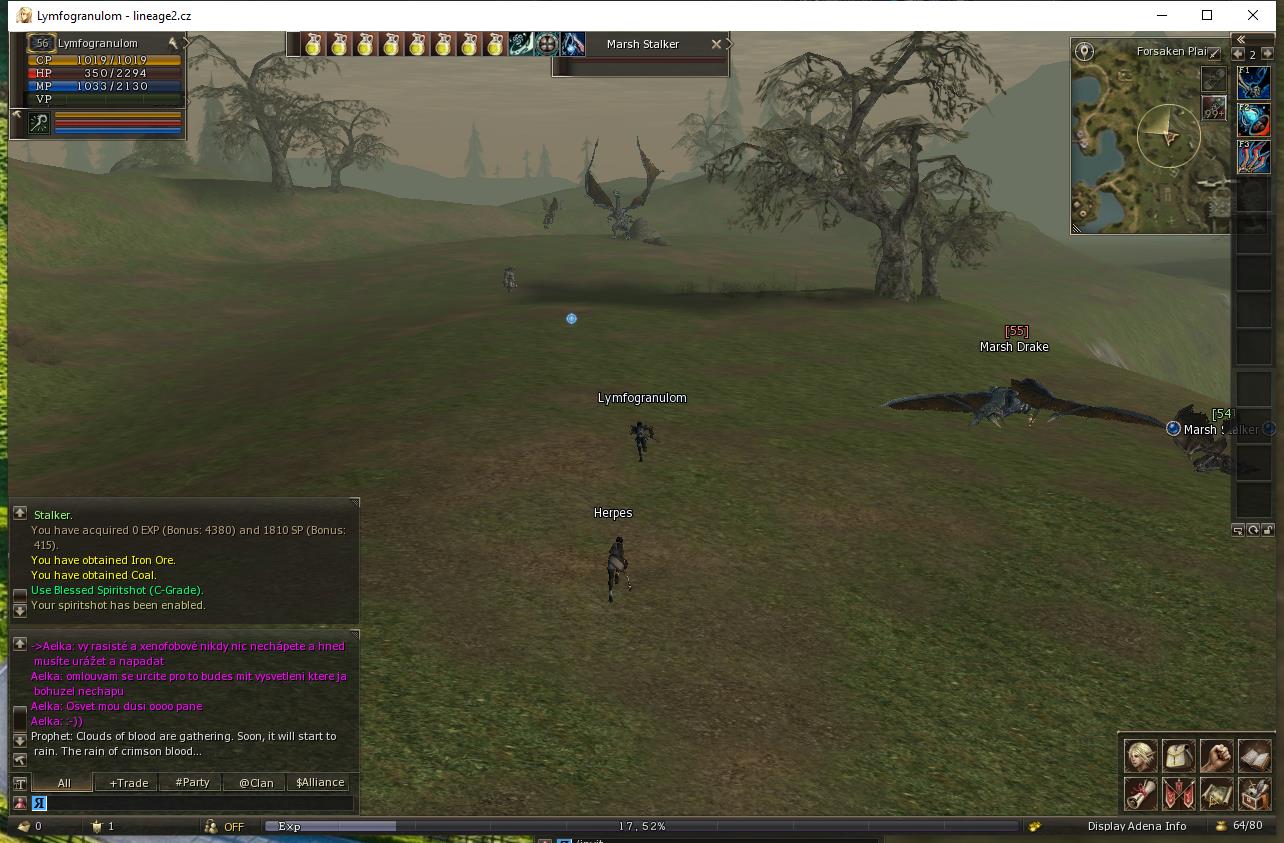 Lymfogranulom - lineage2.cz
56 Lymfogranulom
CP 1019/1019
HP 350/2294
MP 1033/2130
VP
Marsh Stalker
Forsaken Plai
99+
2
F1
F2
F3
[55]
Marsh Drake
Lymfogranulom
[54]
Marsh Stalker
Herpes
Stalker.
You have acquired 0 EXP (Bonus: 4380) and 1810 SP (Bonus:
415).
You have obtained Iron Ore.
You have obtained Coal.
Use Blessed Spiritshot (C-Grade).
Your spiritshot has been enabled.
->Aelka: vy rasisté a xenofobové nikdy nic nechápete a hned
musíte urážet a napadat
Aelka: omlouvam se urcite pro to budes mit vysvetleni ktere ja
bohuzel nechapu
Aelka: Osvet mou dusi oooo pane
Aelka: :-))
Prophet: Clouds of blood are gathering. Soon, it will start to
rain. The rain of crimson blood...
All +Trade #Party @Clan $Alliance
Я
0 1 OFF Exp 17,52% Display Adena Info 64/80